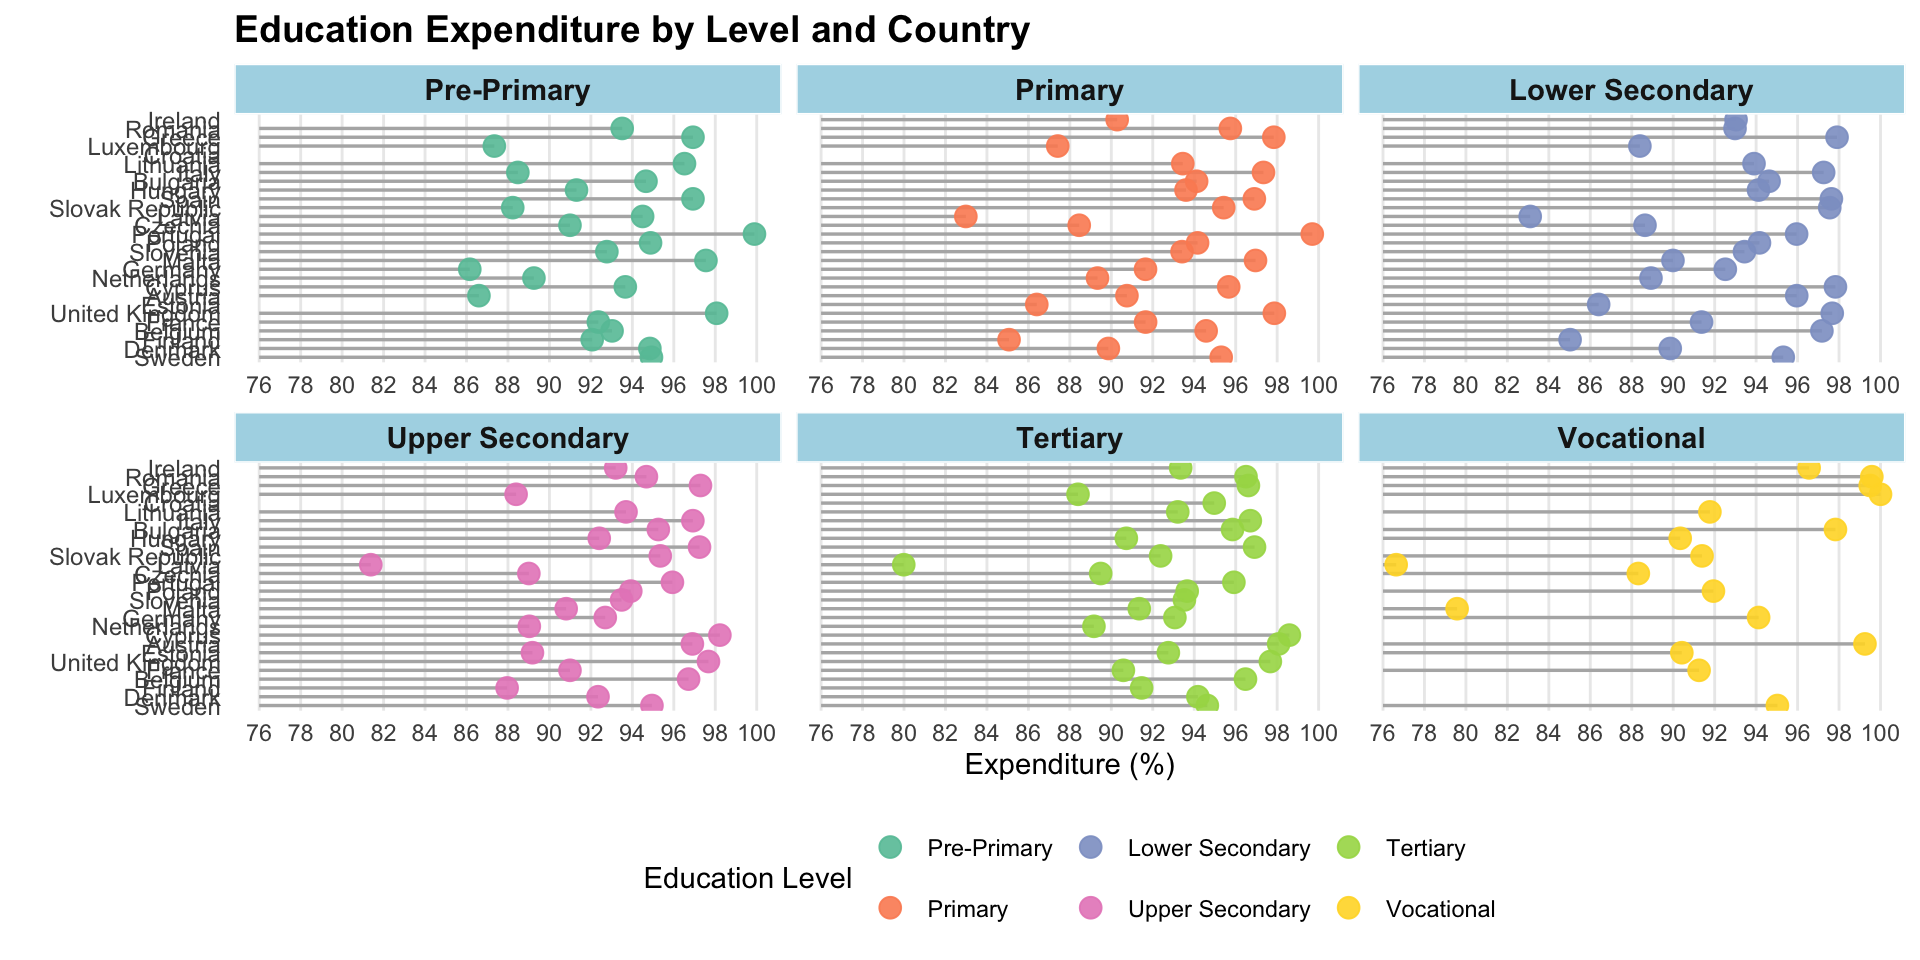 Education Expenditure by Level and Country
Pre-Primary
Primary
Lower Secondary
Ireland
Romania
Greece
Luxembourg
Croatia
Lithuania
Italy
Bulgaria
Hungary
Spain
Slovak Republic
Latvia
Czechia
Portugal
Poland
Slovenia
Malta
Germany
Netherlands
Cyprus
Austria
Estonia
United Kingdom
France
Belgium
Finland
Denmark
Sweden
76 78 80 82 84 86 88 90 92 94 96 98 100
76 78 80 82 84 86 88 90 92 94 96 98 100
76 78 80 82 84 86 88 90 92 94 96 98 100
Upper Secondary
Tertiary
Vocational
Ireland
Romania
Greece
Luxembourg
Croatia
Lithuania
Italy
Bulgaria
Hungary
Spain
Slovak Republic
Latvia
Czechia
Portugal
Poland
Slovenia
Malta
Germany
Netherlands
Cyprus
Austria
Estonia
United Kingdom
France
Belgium
Finland
Denmark
Sweden
76 78 80 82 84 86 88 90 92 94 96 98 100
76 78 80 82 84 86 88 90 92 94 96 98 100
76 78 80 82 84 86 88 90 92 94 96 98 100
Expenditure (%)
Education Level
Pre-Primary
Lower Secondary
Tertiary
Primary
Upper Secondary
Vocational